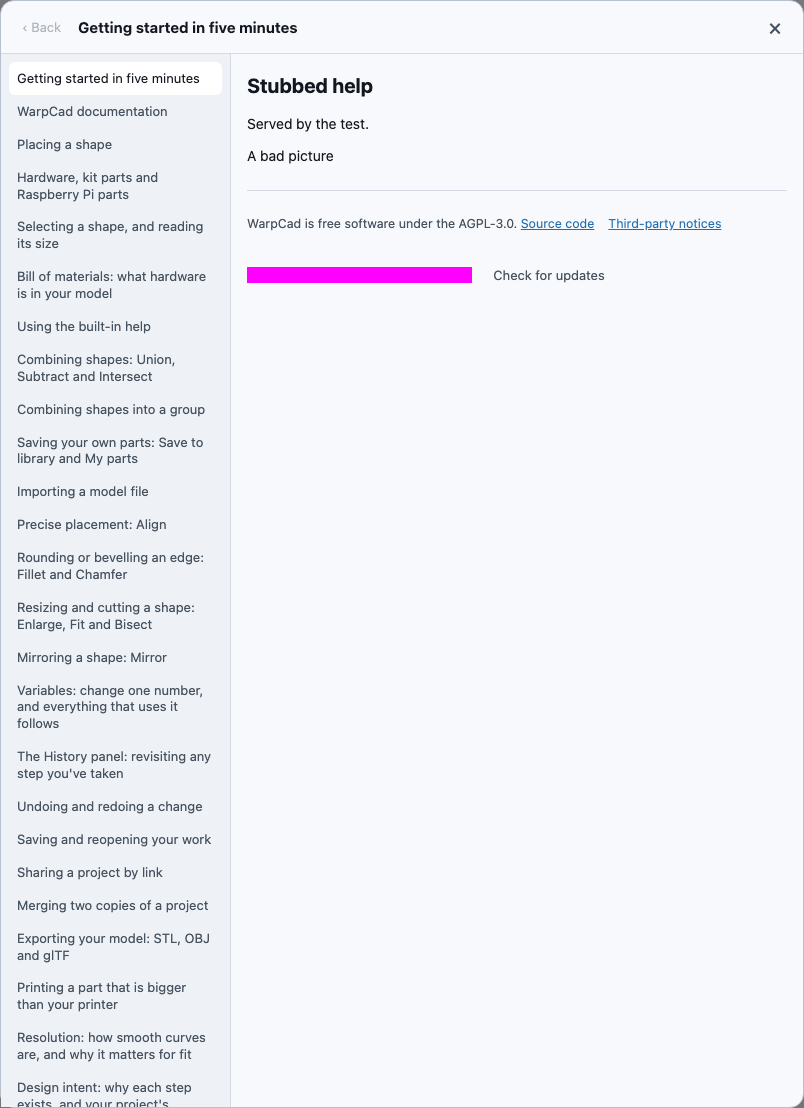 ‹ Back
Getting started in five minutes
×
Getting started in five minutes
WarpCad documentation
Placing a shape
Hardware, kit parts and
Raspberry Pi parts
Selecting a shape, and reading
its size
Bill of materials: what hardware
is in your model
Using the built-in help
Combining shapes: Union,
Subtract and Intersect
Combining shapes into a group
Saving your own parts: Save to
library and My parts
Importing a model file
Precise placement: Align
Rounding or bevelling an edge:
Fillet and Chamfer
Resizing and cutting a shape:
Enlarge, Fit and Bisect
Mirroring a shape: Mirror
Variables: change one number,
and everything that uses it
follows
The History panel: revisiting any
step you've taken
Undoing and redoing a change
Saving and reopening your work
Sharing a project by link
Merging two copies of a project
Exporting your model: STL, OBJ
and glTF
Printing a part that is bigger
than your printer
Resolution: how smooth curves
are, and why it matters for fit
Design intent: why each step
exists, and your project's
Stubbed help
Served by the test.
A bad picture
WarpCad is free software under the AGPL-3.0. Source code Third-party notices
Check for updates